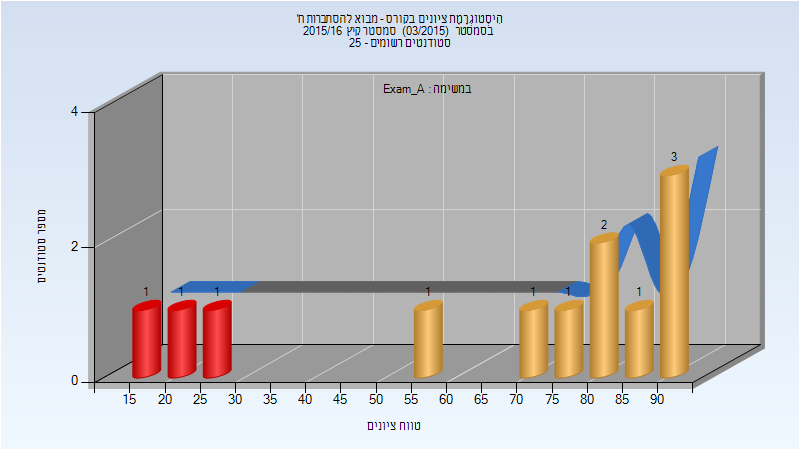 היסטוגרמת ציונים בקורס - מבוא להסתברות ח'
בסמסטר (03/2015) סמסטר קיץ 2015/16
סטודנטים רשומים - 25
במשימה : Exam_A
מספר סטודנטים
4
2
0
1 1 1 1 1 1 2 1 3
15 20 25 30 35 40 45 50 55 60 65 70 75 80 85 90
טווח ציונים